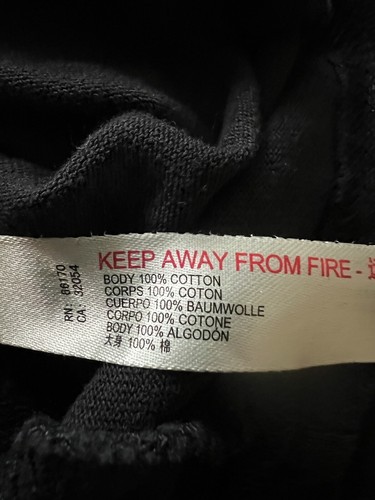 KEEP AWAY FROM FIRE -
BODY 100% COTTON
CORPS 100% COTON
CUERPO 100% BAUMWOLLE
CORPO 100% COTONE
BODY 100% ALGODÓN
大身 100% 棉
RN. 66170
CA. 32054